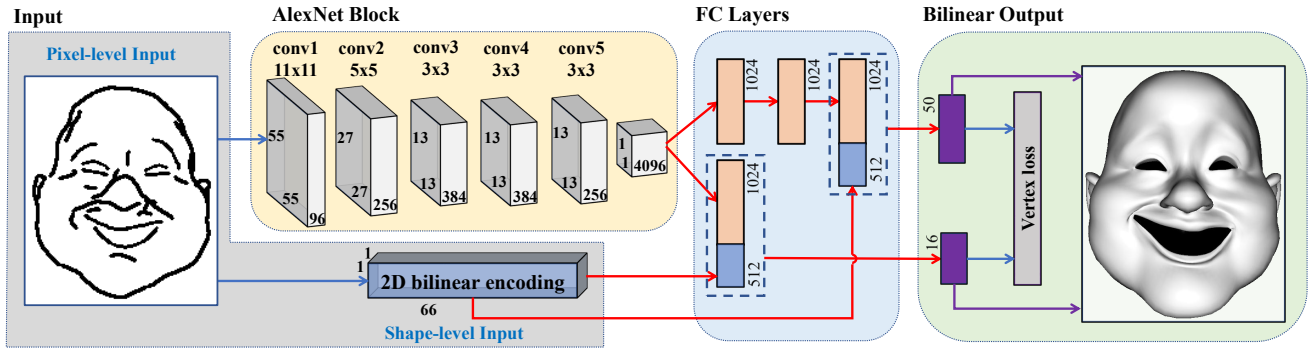 Input
AlexNet Block
FC Layers
Bilinear Output
Pixel-level Input
conv1
11x11
conv2
5x5
conv3
3x3
conv4
3x3
conv5
3x3
55
55
96
27
27
256
13
13
384
13
13
384
13
13
256
1
1
4096
1024
1024
1024
512
1024
512
50
16
Vertex loss
1
1
2D bilinear encoding
66
Shape-level Input